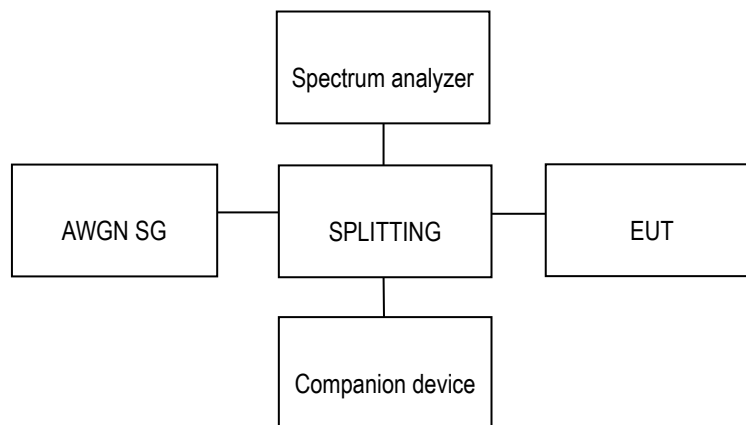 Spectrum analyzer
AWGN SG
SPLITTING
EUT
Companion device